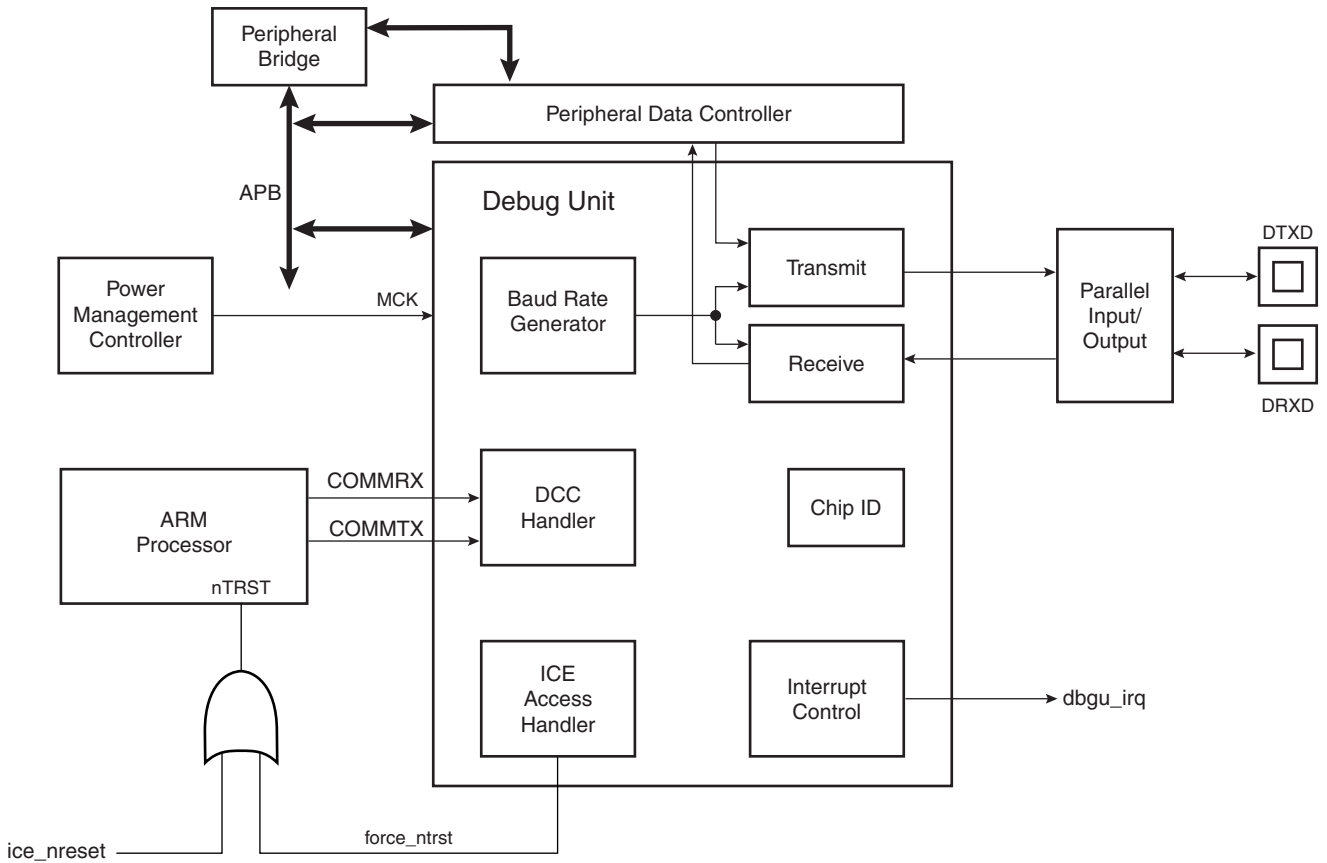 Peripheral
Bridge
Peripheral Data Controller
APB
Debug Unit
DTXD
Transmit
Power
Management
Controller
MCK
Baud Rate
Generator
Parallel
Input/
Output
Receive
DRXD
COMMRX
ARM
Processor
COMMTX
DCC
Handler
Chip ID
nTRST
ICE
Access
Handler
Interrupt
Control
dbgu_irq
force_ntrst
ice_nreset